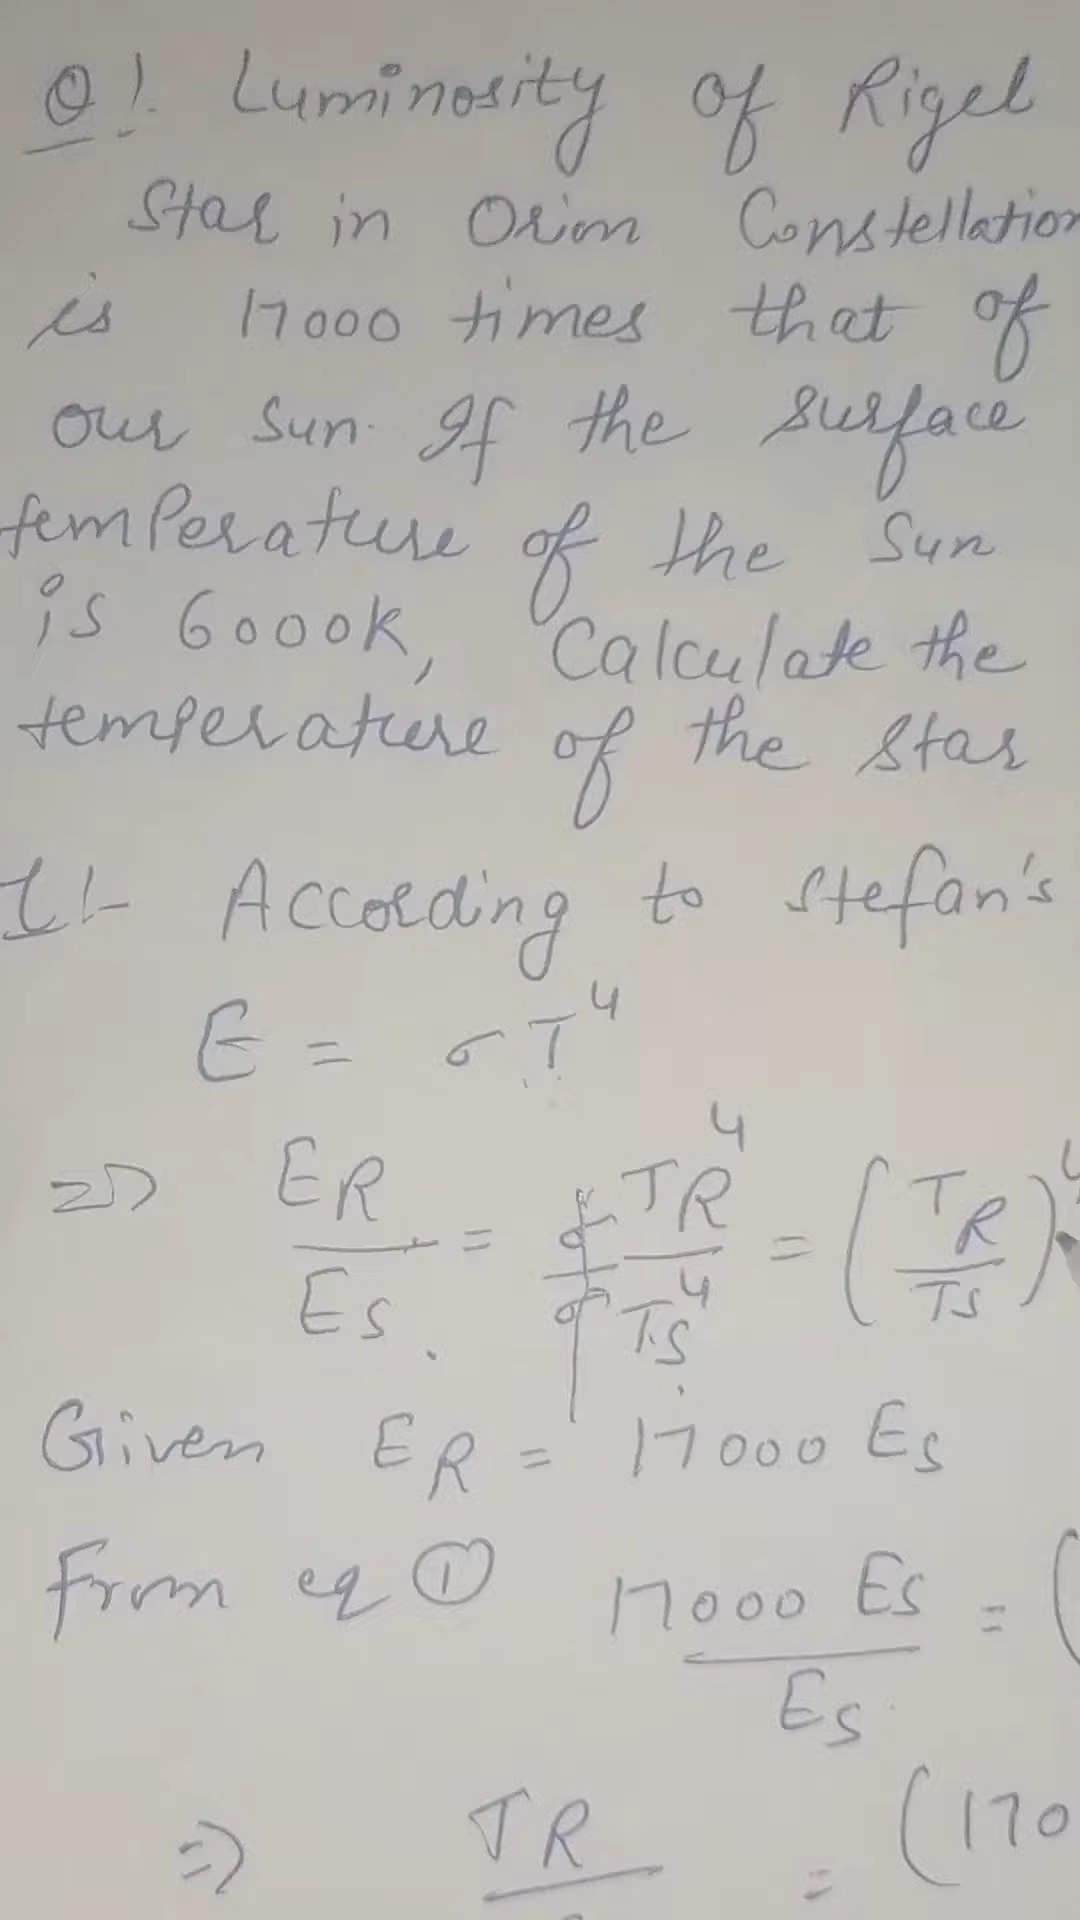 Q!. Luminosity of Rigel
Star in Orion Constellation
is 17000 times that of
our Sun. If the surface
temperature of the Sun
is 6000K, Calculate the
temperature of the star
According to Stefan's
E = σT⁴
⇒ ER/ES = σTR⁴/σTS⁴ = (TR/TS)⁴
Given ER = 17000 ES
From eq ① 17000 ES/ES = (
⇒ TR = (170